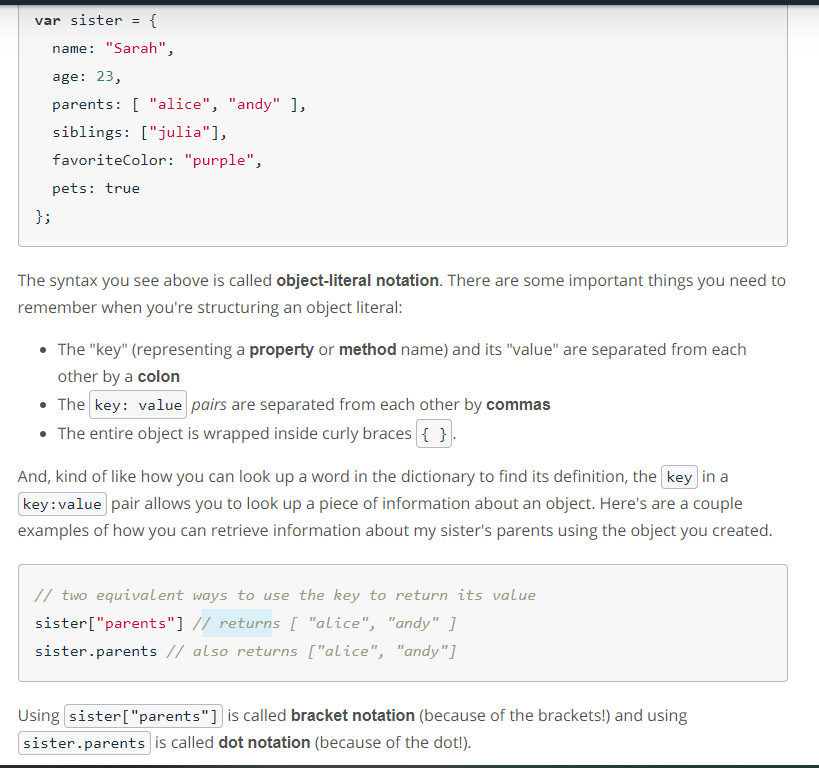 var sister = {
name: "Sarah",
age: 23,
parents: [ "alice", "andy" ],
siblings: ["julia"],
favoriteColor: "purple",
pets: true
};
The syntax you see above is called object-literal notation. There are some important things you need to
remember when you're structuring an object literal:
• The "key" (representing a property or method name) and its "value" are separated from each
other by a colon
• The key: value pairs are separated from each other by commas
• The entire object is wrapped inside curly braces { }.
And, kind of like how you can look up a word in the dictionary to find its definition, the key in a
key:value pair allows you to look up a piece of information about an object. Here's are a couple
examples of how you can retrieve information about my sister's parents using the object you created.
// two equivalent ways to use the key to return its value
sister["parents"] // returns [ "alice", "andy" ]
sister.parents // also returns ["alice", "andy"]
Using sister["parents"] is called bracket notation (because of the brackets!) and using
sister.parents is called dot notation (because of the dot!).